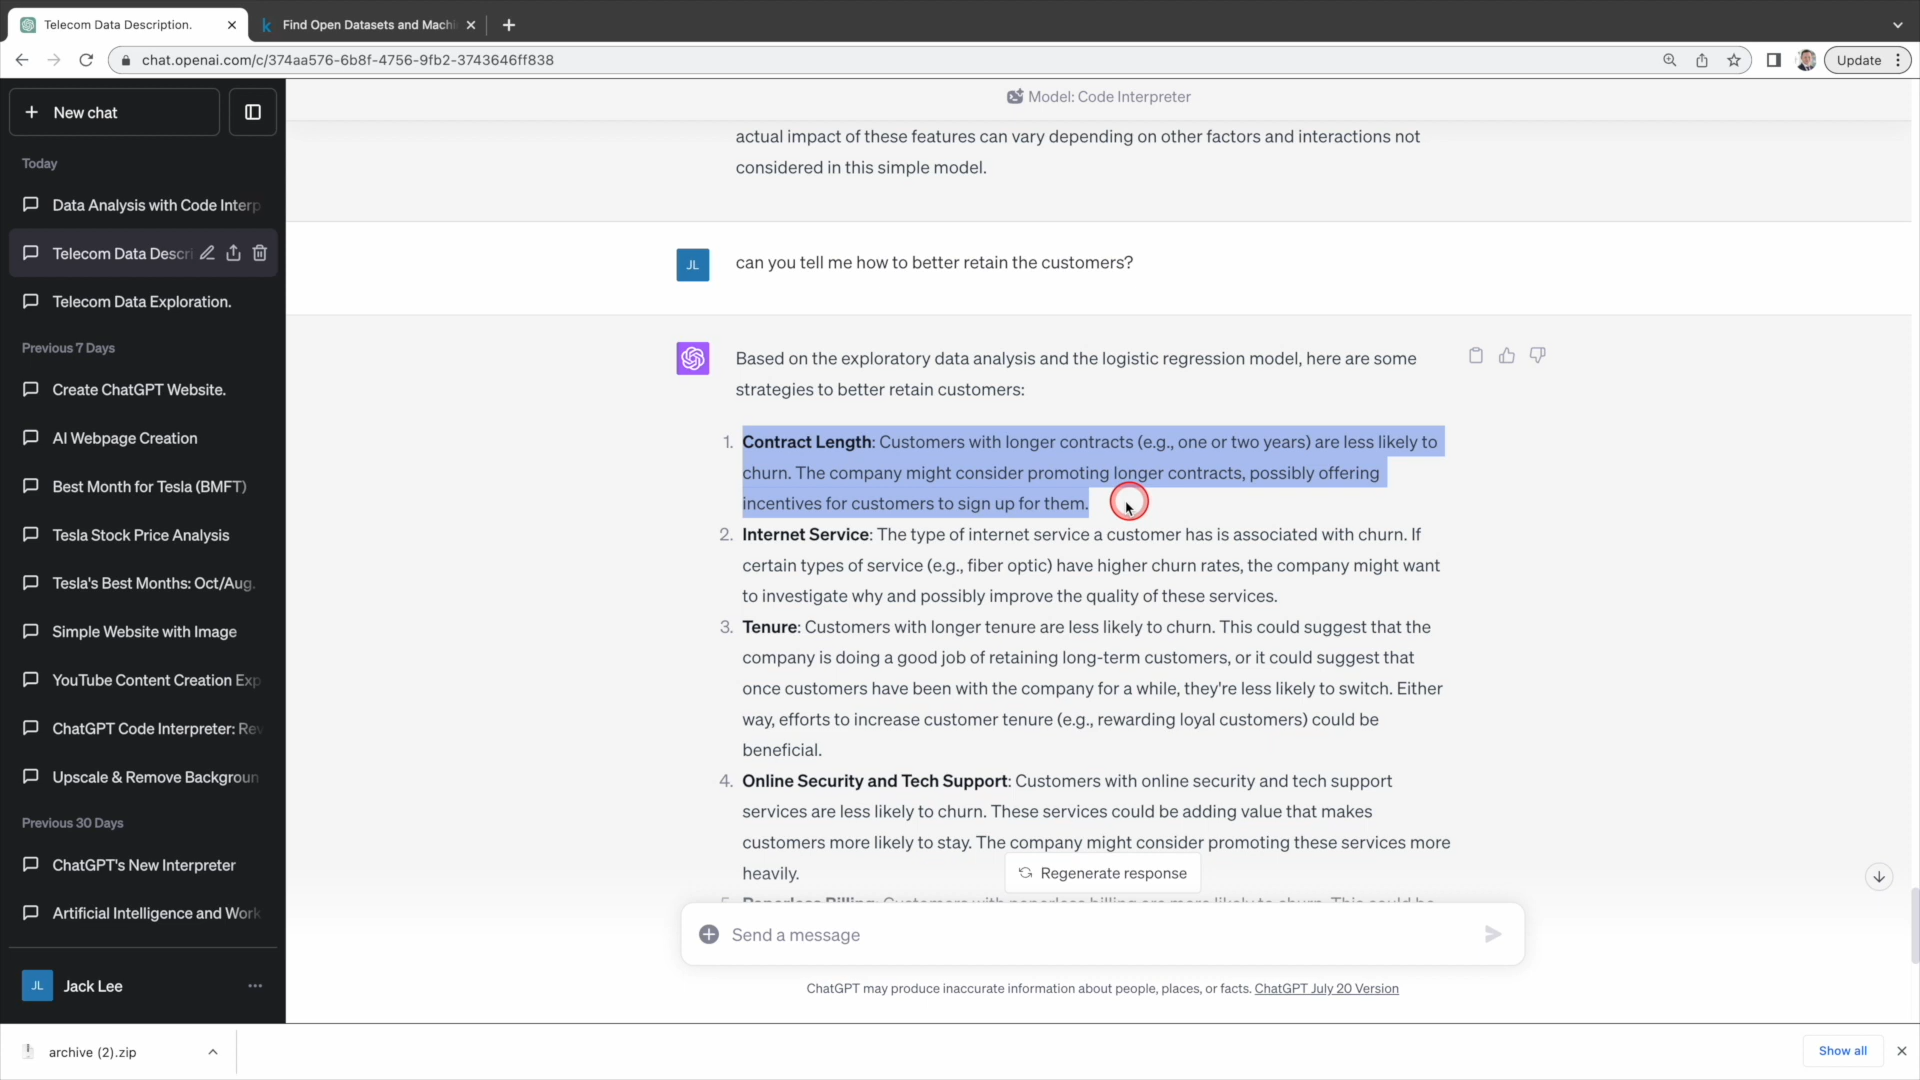 Telecom Data Description.
k Find Open Datasets and Machi
chat.openai.com/c/374aa576-6b8f-4756-9fb2-3743646ff838
Update
New chat
Today
Data Analysis with Code Interp
Telecom Data Descri
Telecom Data Exploration.
Previous 7 Days
Create ChatGPT Website.
AI Webpage Creation
Best Month for Tesla (BMFT)
Tesla Stock Price Analysis
Tesla's Best Months: Oct/Aug.
Simple Website with Image
YouTube Content Creation Exp
ChatGPT Code Interpreter: Rev
Upscale & Remove Backgroun
Previous 30 Days
ChatGPT's New Interpreter
Artificial Intelligence and Work
JL Jack Lee
Model: Code Interpreter
actual impact of these features can vary depending on other factors and interactions not
considered in this simple model.
JL can you tell me how to better retain the customers?
Based on the exploratory data analysis and the logistic regression model, here are some
strategies to better retain customers:
1. Contract Length: Customers with longer contracts (e.g., one or two years) are less likely to
churn. The company might consider promoting longer contracts, possibly offering
incentives for customers to sign up for them.
2. Internet Service: The type of internet service a customer has is associated with churn. If
certain types of service (e.g., fiber optic) have higher churn rates, the company might want
to investigate why and possibly improve the quality of these services.
3. Tenure: Customers with longer tenure are less likely to churn. This could suggest that the
company is doing a good job of retaining long-term customers, or it could suggest that
once customers have been with the company for a while, they're less likely to switch. Either
way, efforts to increase customer tenure (e.g., rewarding loyal customers) could be
beneficial.
4. Online Security and Tech Support: Customers with online security and tech support
services are less likely to churn. These services could be adding value that makes
customers more likely to stay. The company might consider promoting these services more
heavily.
Regenerate response
5. Paperless Billing: Customers with paperless billing are more likely to churn. This could be
Send a message
ChatGPT may produce inaccurate information about people, places, or facts. ChatGPT July 20 Version
archive (2).zip
Show all